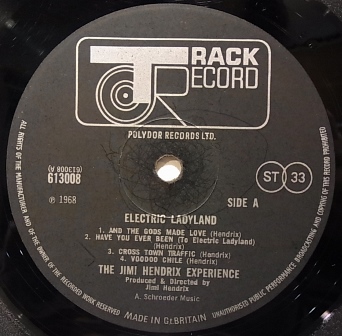 TRACK
RECORD
POLYDOR RECORDS LTD.
(613008 A)
613008
℗ 1968
ST 33
SIDE A
ELECTRIC LADYLAND
1. AND THE GODS MADE LOVE (Hendrix)
2. HAVE YOU EVER BEEN (To Electric Ladyland)
(Hendrix)
3. CROSS TOWN TRAFFIC (Hendrix)
4. VOODOO CHILE (Hendrix)
THE JIMI HENDRIX EXPERIENCE
Produced & Directed by
Jimi Hendrix
A. Schroeder Music
ALL RIGHTS OF THE MANUFACTURER AND OF THE OWNER OF THE RECORDED WORK RESERVED
UNAUTHORISED PUBLIC PERFORMANCE BROADCASTING AND COPYING OF THIS RECORD PROHIBITED
MADE IN GT. BRITAIN